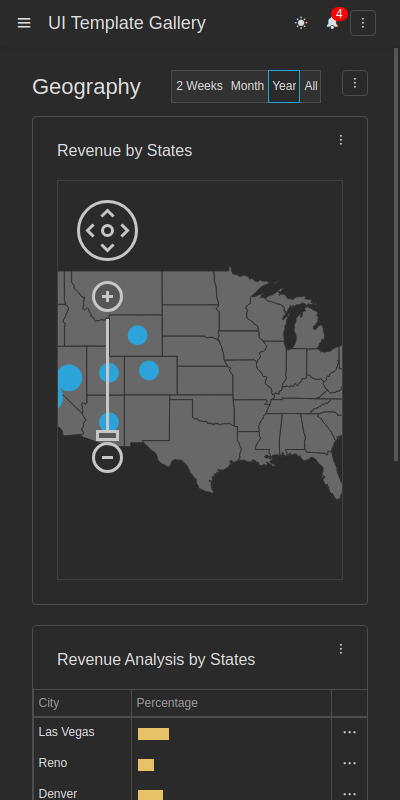 UI Template Gallery
4
Geography
2 Weeks Month Year All
Revenue by States
Revenue Analysis by States
City Percentage
Las Vegas
Reno
Denver